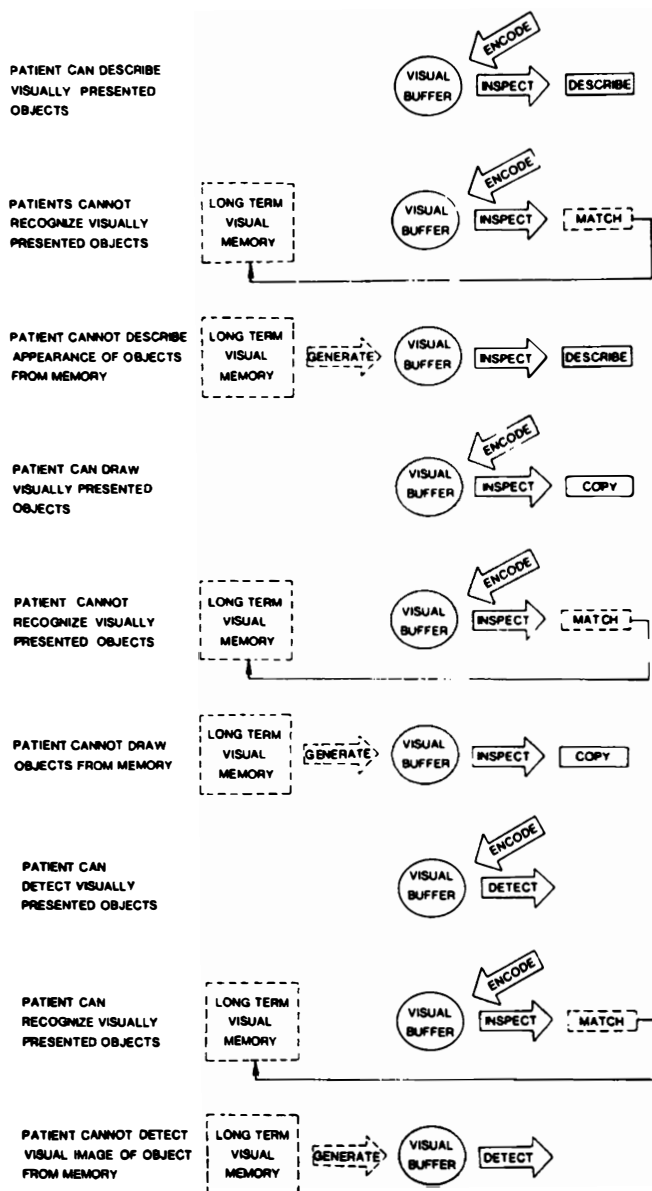 ENCODE
PATIENT CAN DESCRIBE
VISUALLY PRESENTED
OBJECTS
VISUAL
BUFFER
INSPECT
DESCRIBE
ENCODE
PATIENTS CANNOT
RECOGNIZE VISUALLY
PRESENTED OBJECTS
LONG TERM
VISUAL
MEMORY
VISUAL
BUFFER
INSPECT
MATCH
PATIENT CANNOT DESCRIBE
APPEARANCE OF OBJECTS
FROM MEMORY
LONG TERM
VISUAL
MEMORY
GENERATE
VISUAL
BUFFER
INSPECT
DESCRIBE
ENCODE
PATIENT CAN DRAW
VISUALLY PRESENTED
OBJECTS
VISUAL
BUFFER
INSPECT
COPY
ENCODE
PATIENT CANNOT
RECOGNIZE VISUALLY
PRESENTED OBJECTS
LONG TERM
VISUAL
MEMORY
VISUAL
BUFFER
INSPECT
MATCH
PATIENT CANNOT DRAW
OBJECTS FROM MEMORY
LONG TERM
VISUAL
MEMORY
GENERATE
VISUAL
BUFFER
INSPECT
COPY
ENCODE
PATIENT CAN
DETECT VISUALLY
PRESENTED OBJECTS
VISUAL
BUFFER
DETECT
ENCODE
PATIENT CAN
RECOGNIZE VISUALLY
PRESENTED OBJECTS
LONG TERM
VISUAL
MEMORY
VISUAL
BUFFER
INSPECT
MATCH
PATIENT CANNOT DETECT
VISUAL IMAGE OF OBJECT
FROM MEMORY
LONG TERM
VISUAL
MEMORY
GENERATE
VISUAL
BUFFER
DETECT